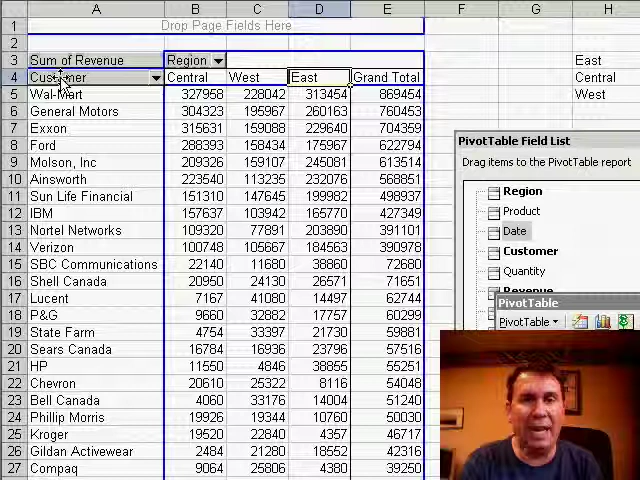 A B C D E F G H
1 Drop Page Fields Here
2
3 Sum of Revenue Region East
4 Customer Central West East Grand Total Central
5 Wal-Mart 327958 228042 313454 869454 West
6 General Motors 304323 195967 260163 760453
7 Exxon 315631 159088 229640 704359
8 Ford 288393 158434 175967 622794
9 Molson, Inc 209326 159107 245081 613514
10 Ainsworth 223540 113235 232076 568851
11 Sun Life Financial 151310 147645 199982 498937
12 IBM 157637 103942 165770 427349
13 Nortel Networks 109320 77891 203890 391101
14 Verizon 100748 105667 184563 390978
15 SBC Communications 22140 11680 38860 72680
16 Shell Canada 20950 24130 26571 71651
17 Lucent 7167 41080 14497 62744
18 P&G 9660 32882 17757 60299
19 State Farm 4754 33397 21730 59881
20 Sears Canada 16784 16936 23796 57516
21 HP 11550 4846 38855 55251
22 Chevron 20610 25322 8116 54048
23 Bell Canada 4060 33176 14004 51240
24 Phillip Morris 19926 19344 10760 50030
25 Kroger 19520 22840 4357 46717
26 Gildan Activewear 2484 21280 18552 42316
27 Compaq 9064 25806 4380 39250
PivotTable Field List
Drag items to the PivotTable report
Region
Product
Date
Customer
Quantity
Revenue
PivotTable
PivotTable